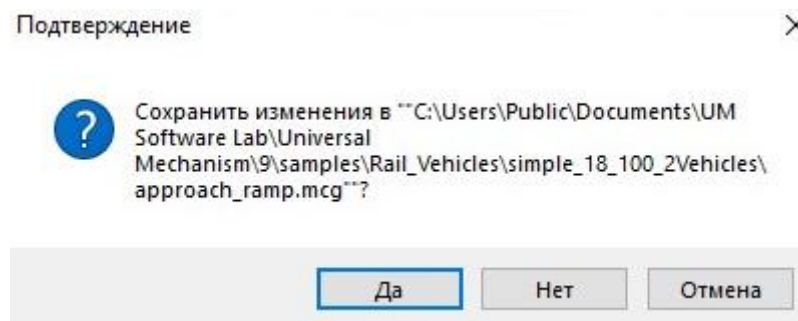 Подтверждение
Сохранить изменения в ""C:\Users\Public\Documents\UM
Software Lab\Universal
Mechanism\9\samples\Rail_Vehicles\simple_18_100_2Vehicles\
approach_ramp.mcg""?
Да Нет Отмена